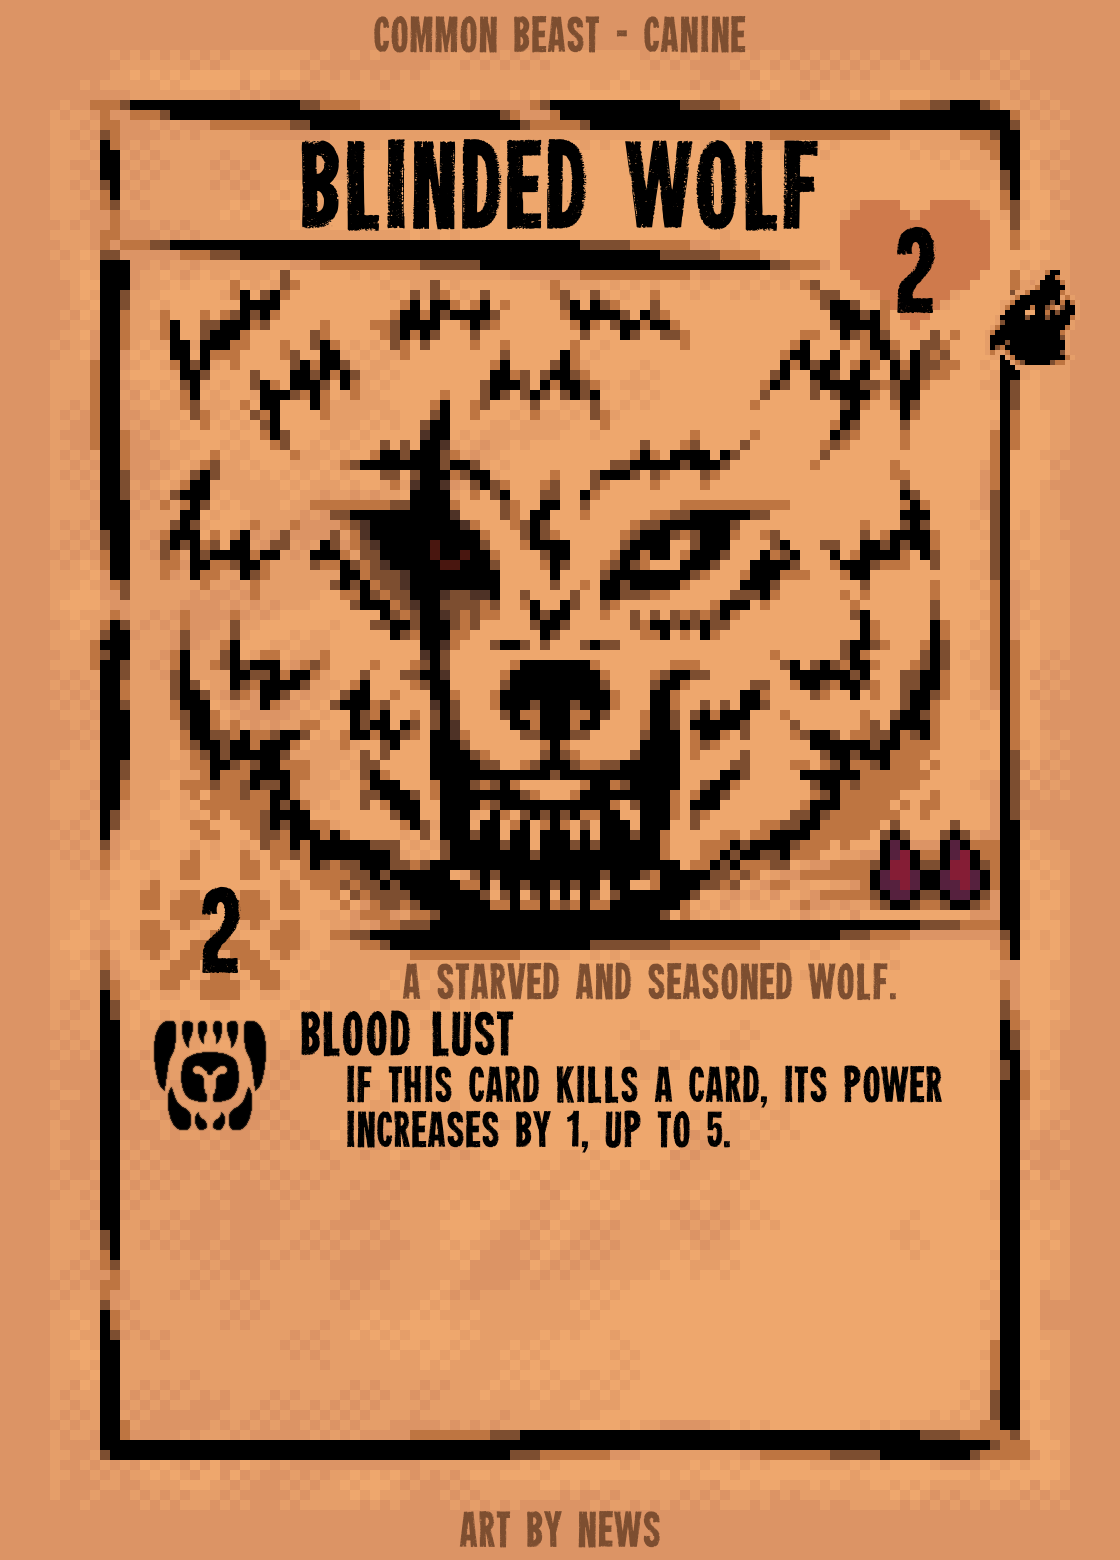 COMMON BEAST - CANINE
BLINDED WOLF
2
2
A STARVED AND SEASONED WOLF.
BLOOD LUST
IF THIS CARD KILLS A CARD, ITS POWER
INCREASES BY 1, UP TO 5.
ART BY NEWS